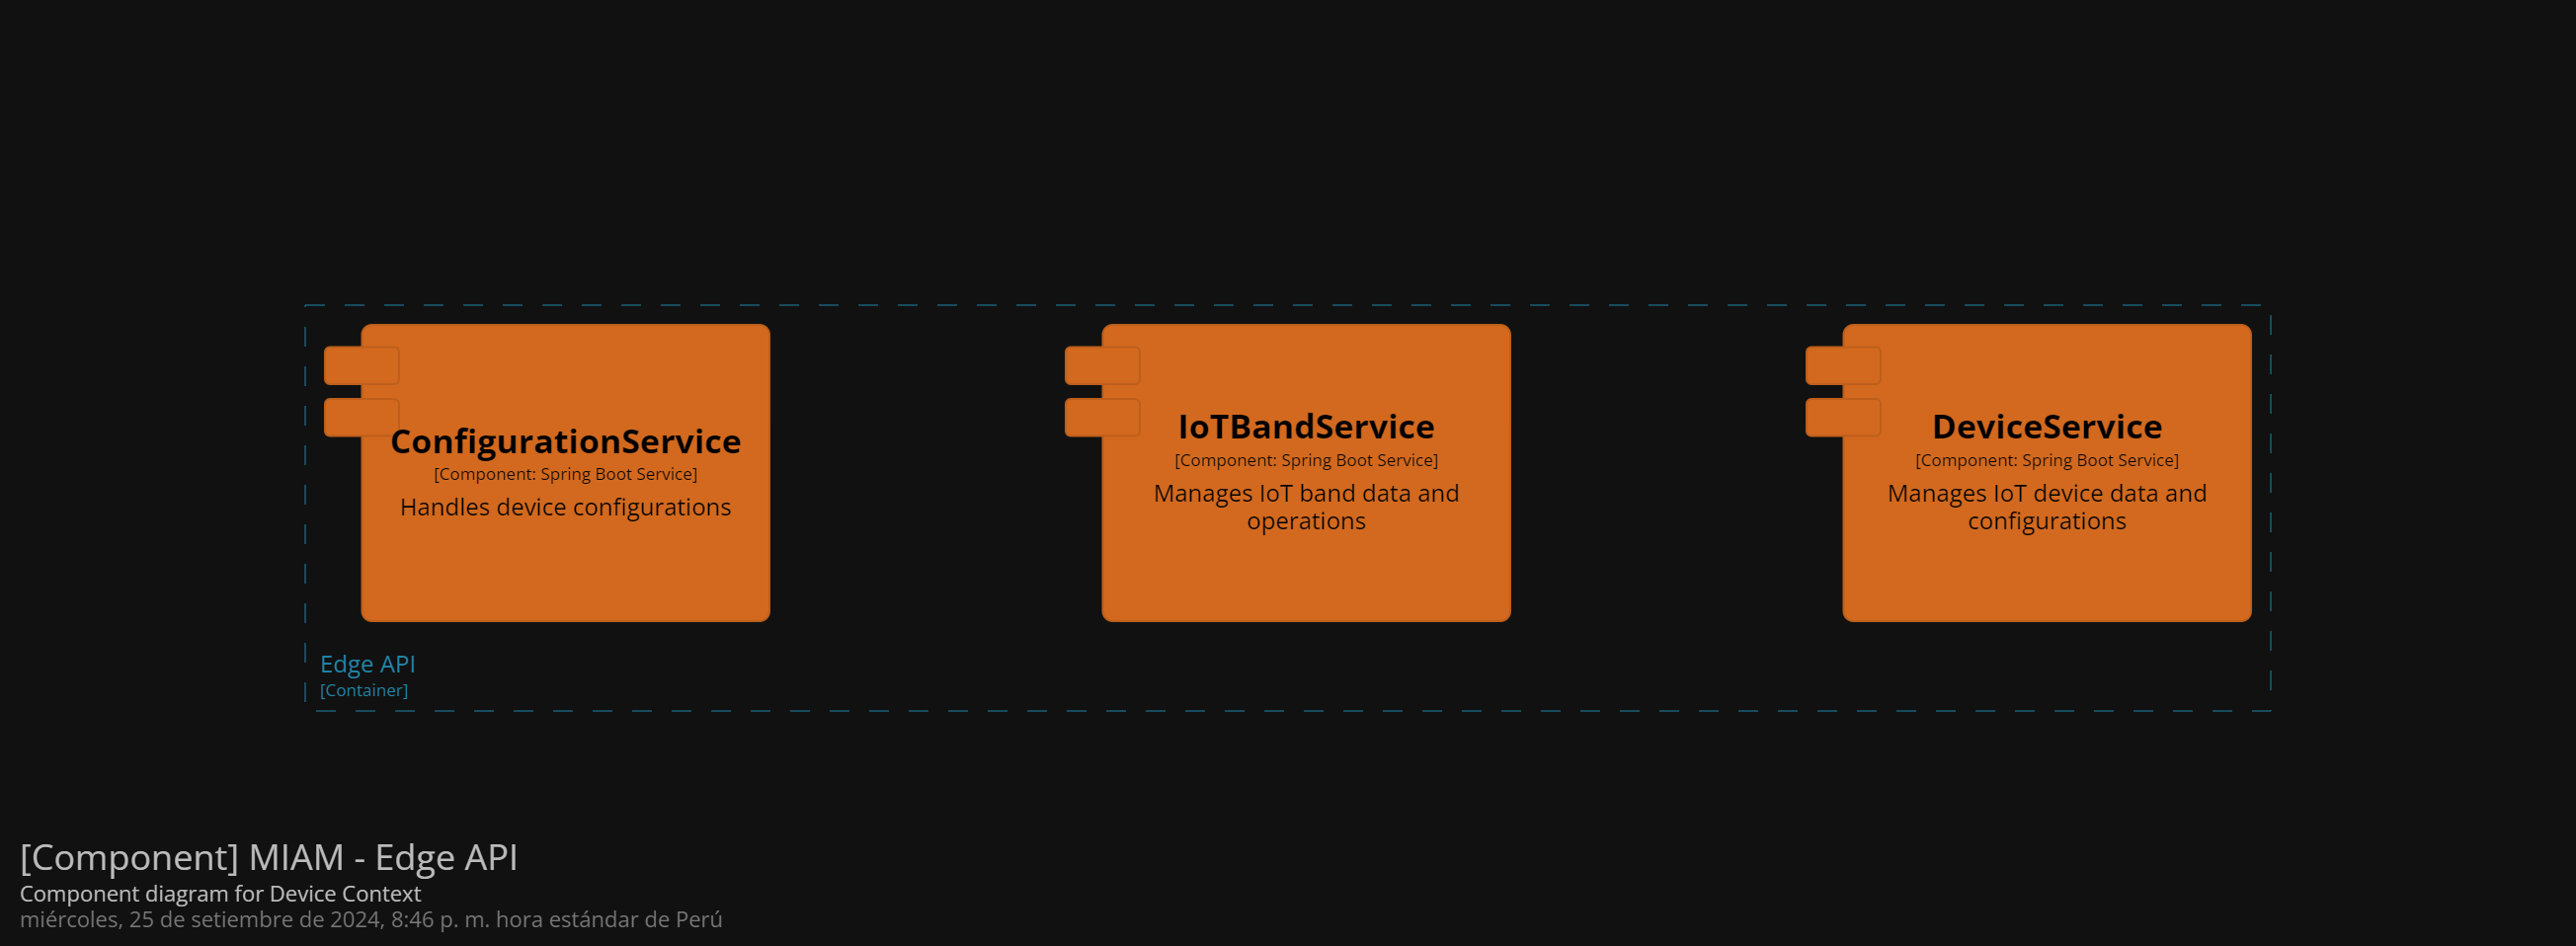 ConfigurationService
[Component: Spring Boot Service]
Handles device configurations
IoTBandService
[Component: Spring Boot Service]
Manages IoT band data and
operations
DeviceService
[Component: Spring Boot Service]
Manages IoT device data and
configurations
Edge API
[Container]
[Component] MIAM - Edge API
Component diagram for Device Context
miércoles, 25 de setiembre de 2024, 8:46 p. m. hora estándar de Perú